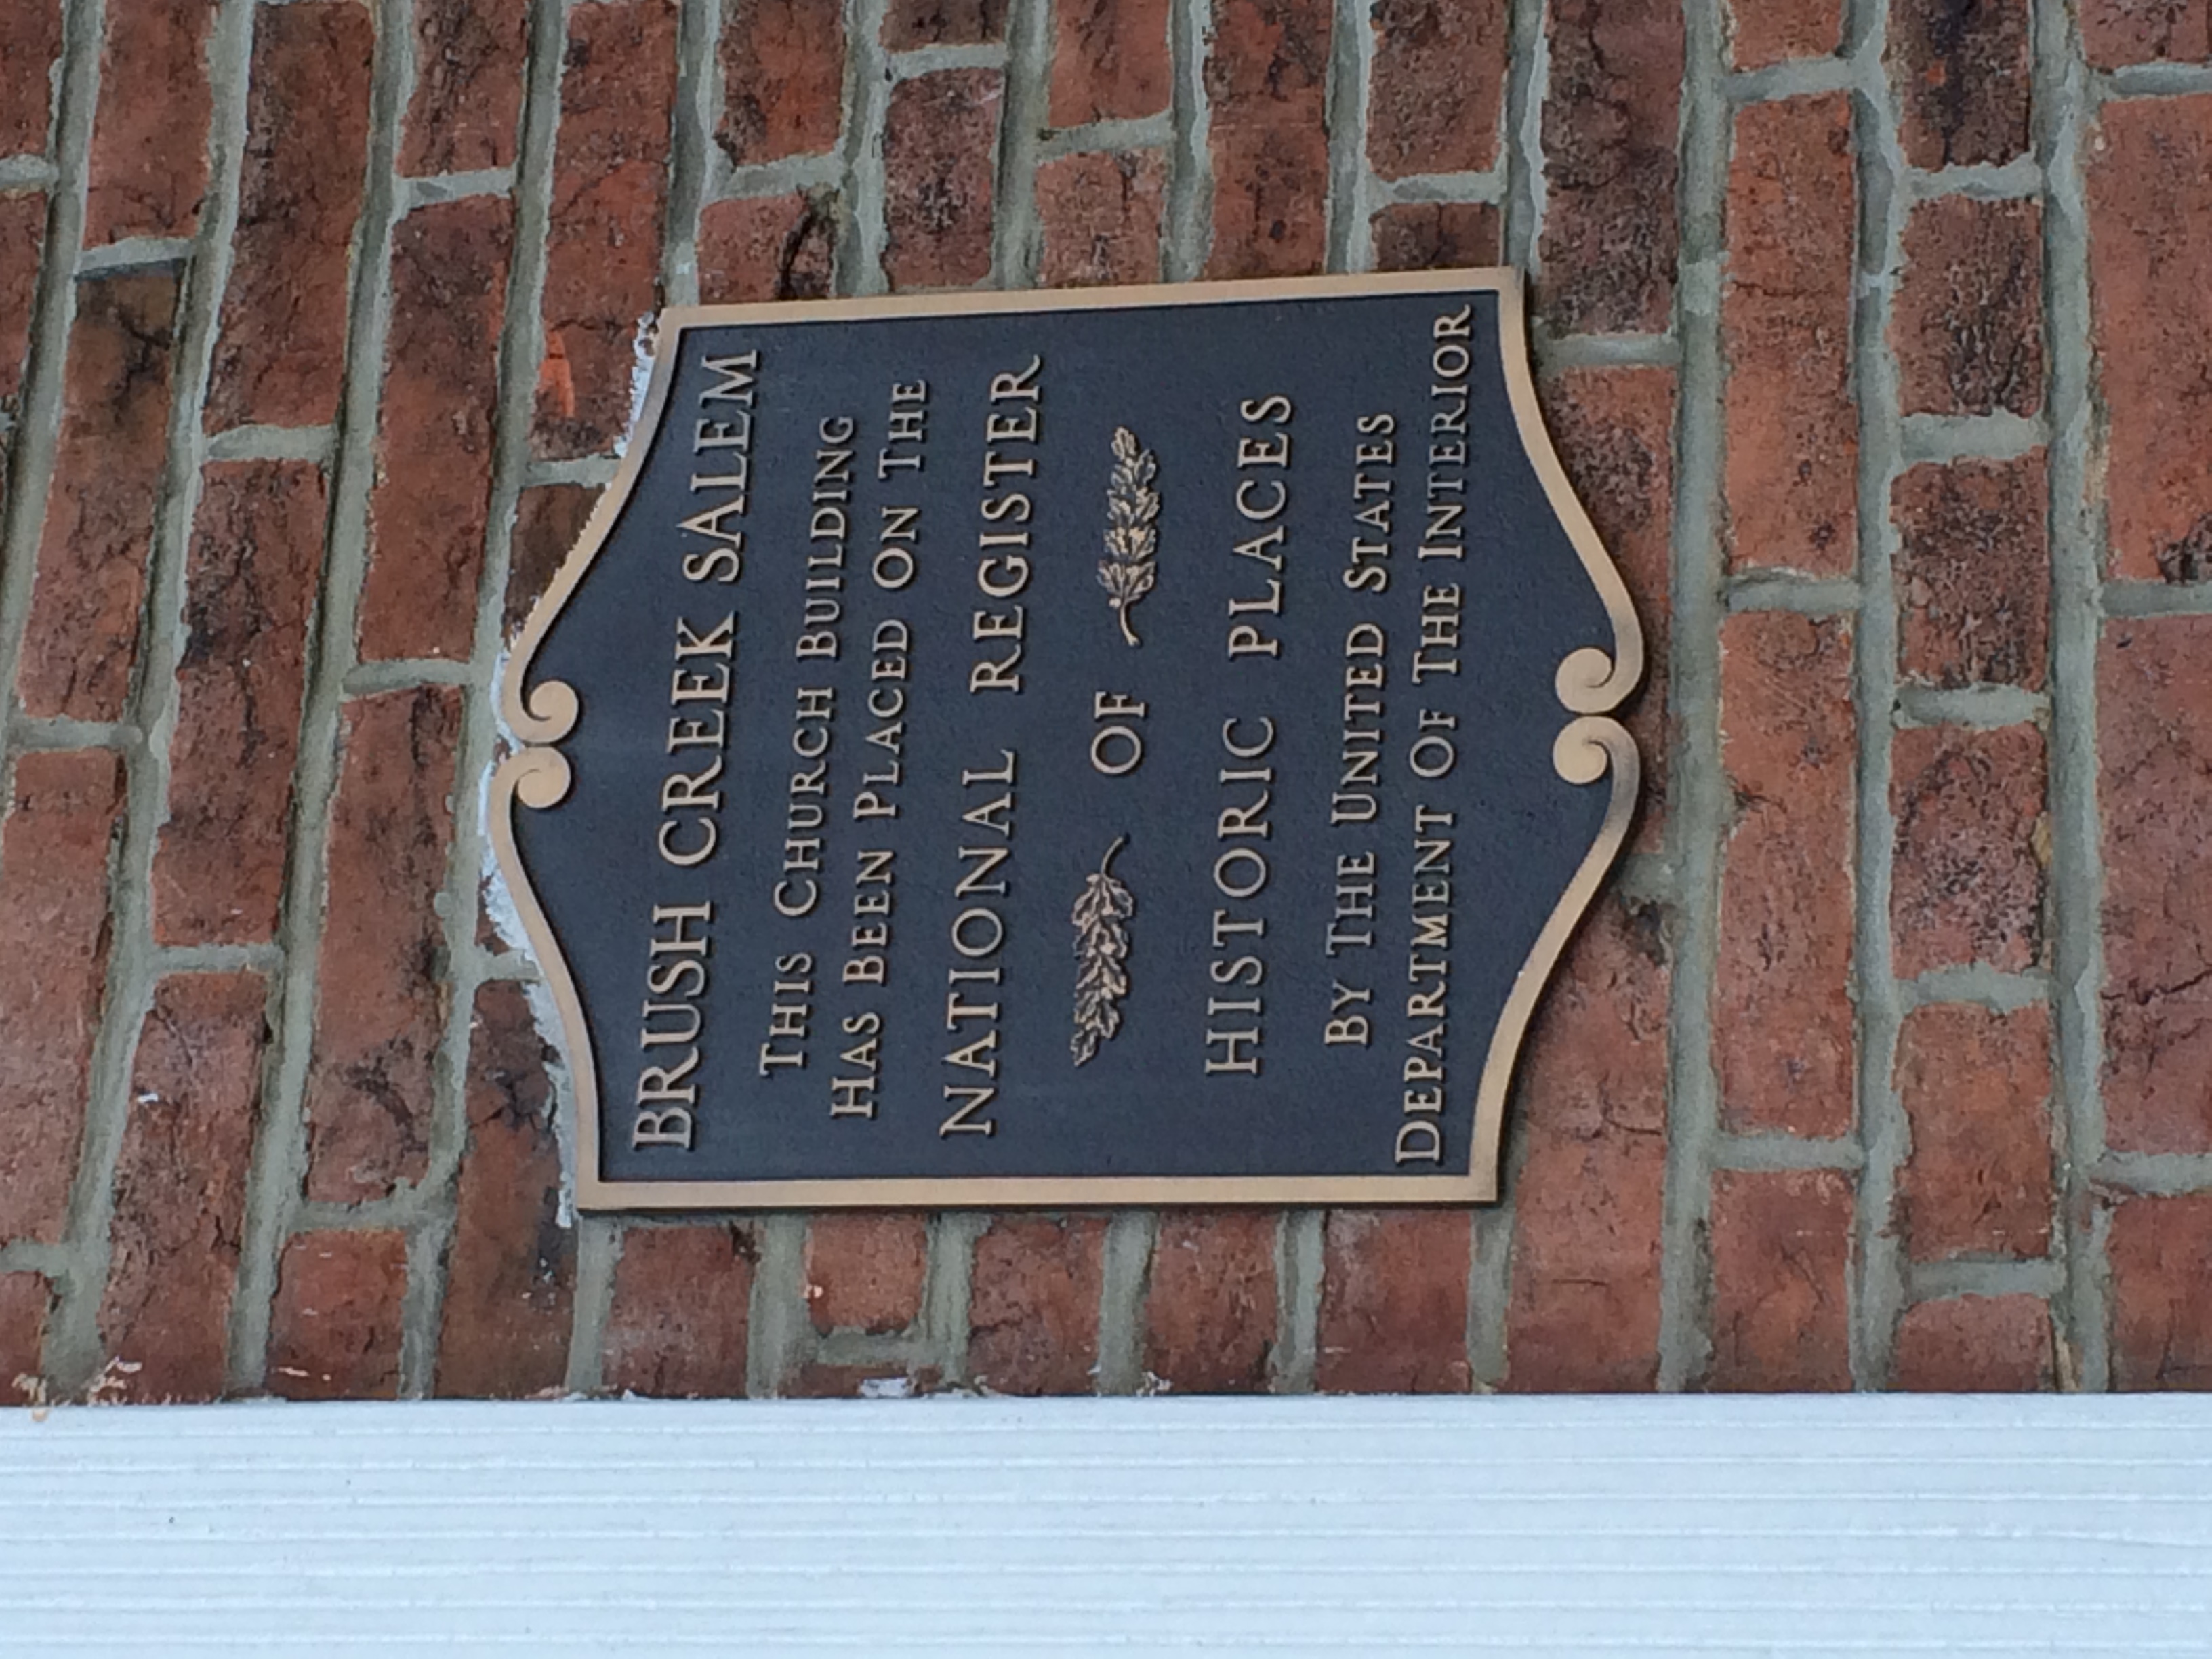 BRUSH CREEK SALEM
THIS CHURCH BUILDING
HAS BEEN PLACED ON THE
NATIONAL REGISTER
OF
HISTORIC PLACES
BY THE UNITED STATES
DEPARTMENT OF THE INTERIOR